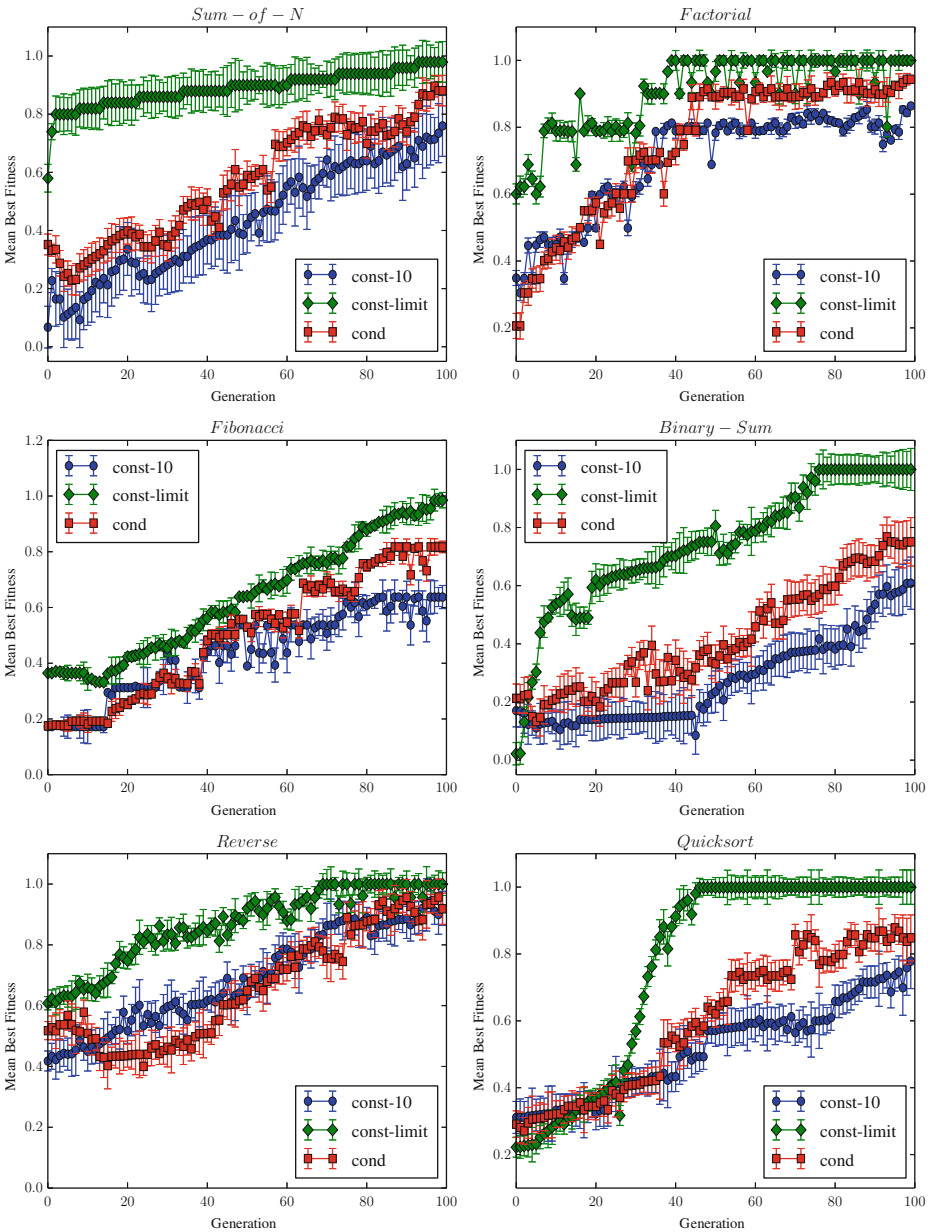 Sum − of − N
Mean Best Fitness
1.0
0.8
0.6
0.4
0.2
0.0
const-10
const-limit
cond
0
20
40
60
80
100
Generation
Factorial
Mean Best Fitness
1.0
0.8
0.6
0.4
0.2
const-10
const-limit
cond
0
20
40
60
80
100
Generation
Fibonacci
Mean Best Fitness
1.2
1.0
0.8
0.6
0.4
0.2
0.0
const-10
const-limit
cond
0
20
40
60
80
100
Generation
Binary − Sum
Mean Best Fitness
1.0
0.8
0.6
0.4
0.2
0.0
const-10
const-limit
cond
0
20
40
60
80
100
Generation
Reverse
Mean Best Fitness
1.0
0.8
0.6
0.4
0.2
0.0
const-10
const-limit
cond
0
20
40
60
80
100
Generation
Quicksort
Mean Best Fitness
1.0
0.8
0.6
0.4
0.2
const-10
const-limit
cond
0
20
40
60
80
100
Generation